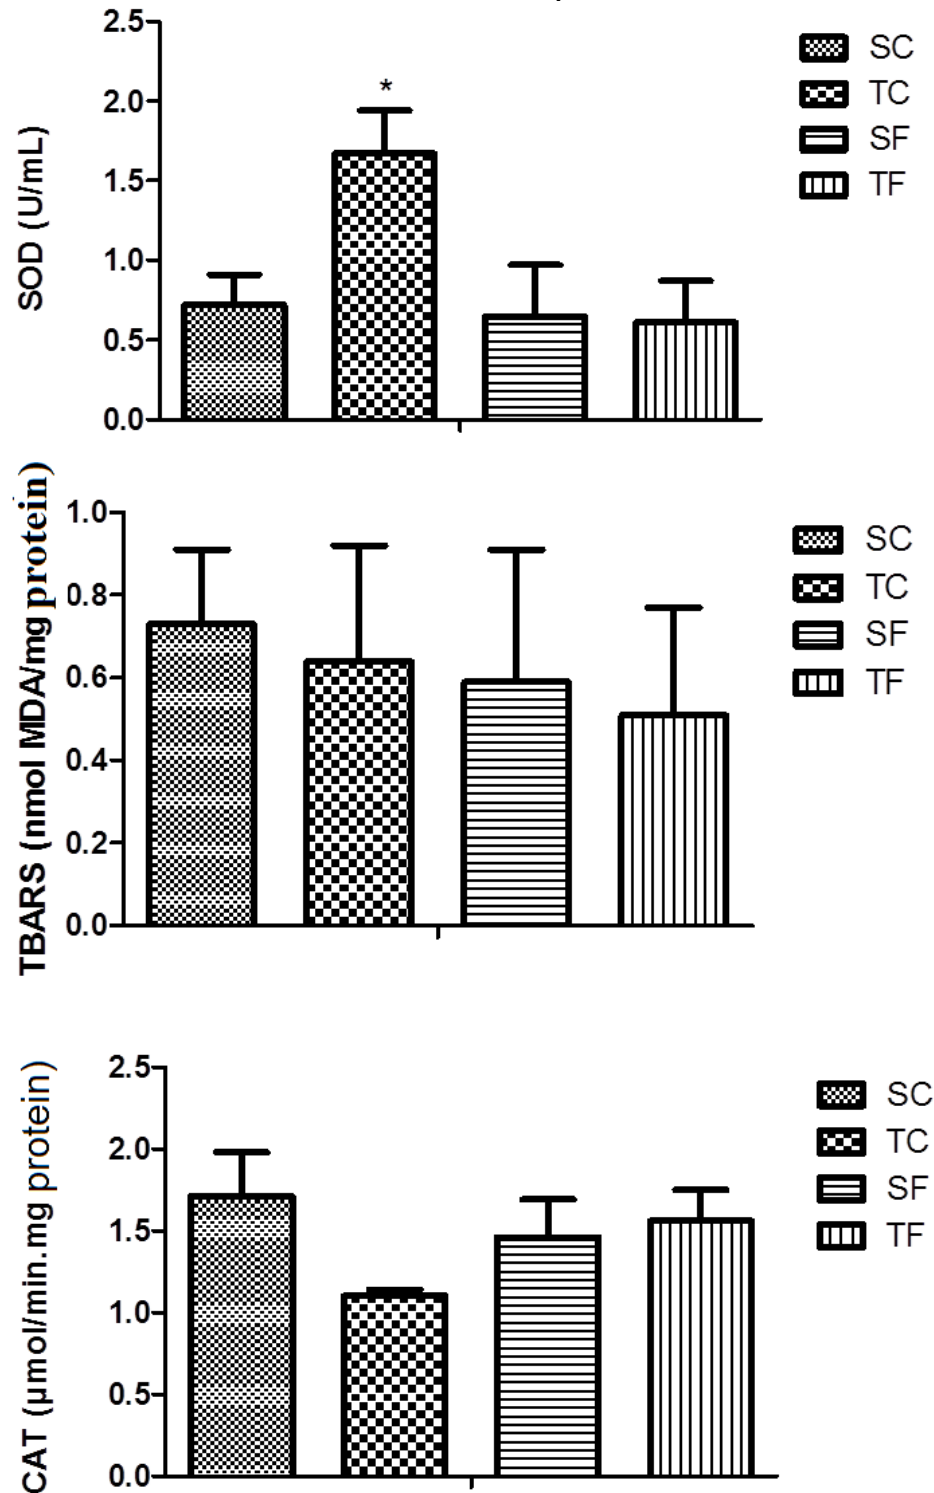 SOD (U/mL)
2.5
2.0
1.5
1.0
0.5
0.0
*
SC
TC
SF
TF
TBARS (nmol MDA/mg protein)
1.0
0.8
0.6
0.4
0.2
0.0
SC
TC
SF
TF
CAT (µmol/min.mg protein)
2.5
2.0
1.5
1.0
0.5
0.0
SC
TC
SF
TF